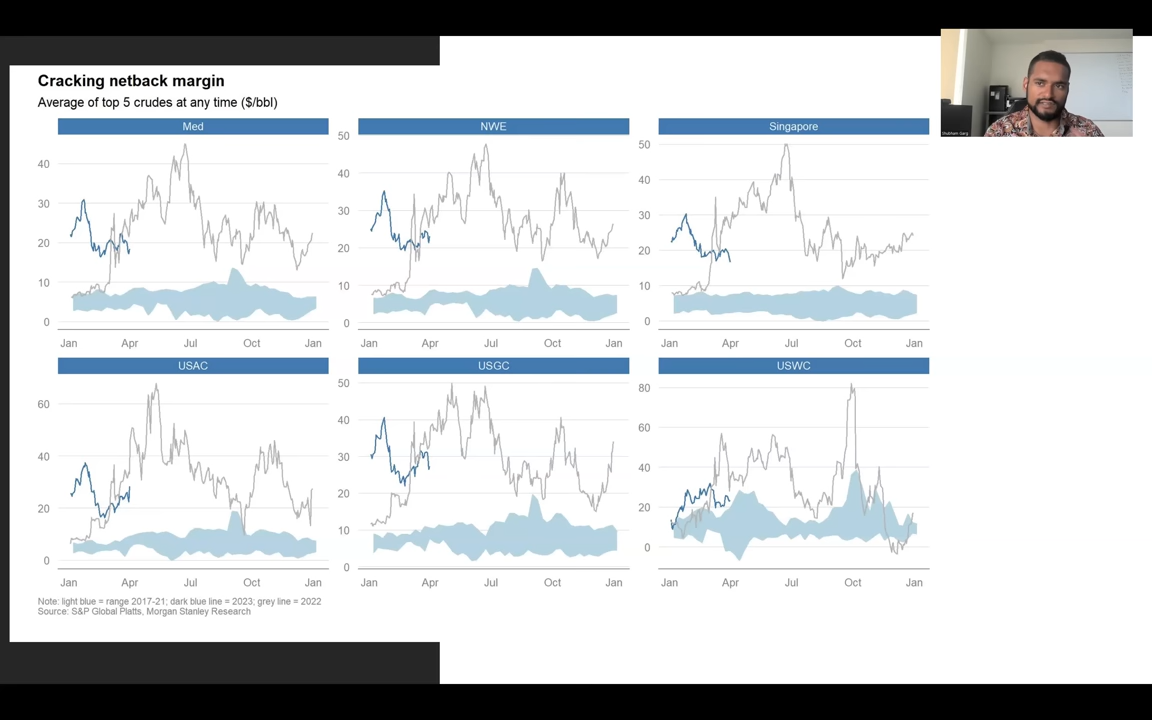 Cracking netback margin
Average of top 5 crudes at any time ($/bbl)
Med
NWE
Singapore
40
30
20
10
0
50
40
30
20
10
0
50
40
30
20
10
0
Jan Apr Jul Oct Jan
Jan Apr Jul Oct Jan
Jan Apr Jul Oct Jan
USAC
USGC
USWC
60
40
20
0
50
40
30
20
10
0
80
60
40
20
0
Jan Apr Jul Oct Jan
Jan Apr Jul Oct Jan
Jan Apr Jul Oct Jan
Note: light blue = range 2017-21; dark blue line = 2023; grey line = 2022
Source: S&P Global Platts, Morgan Stanley Research
Shubham Garg